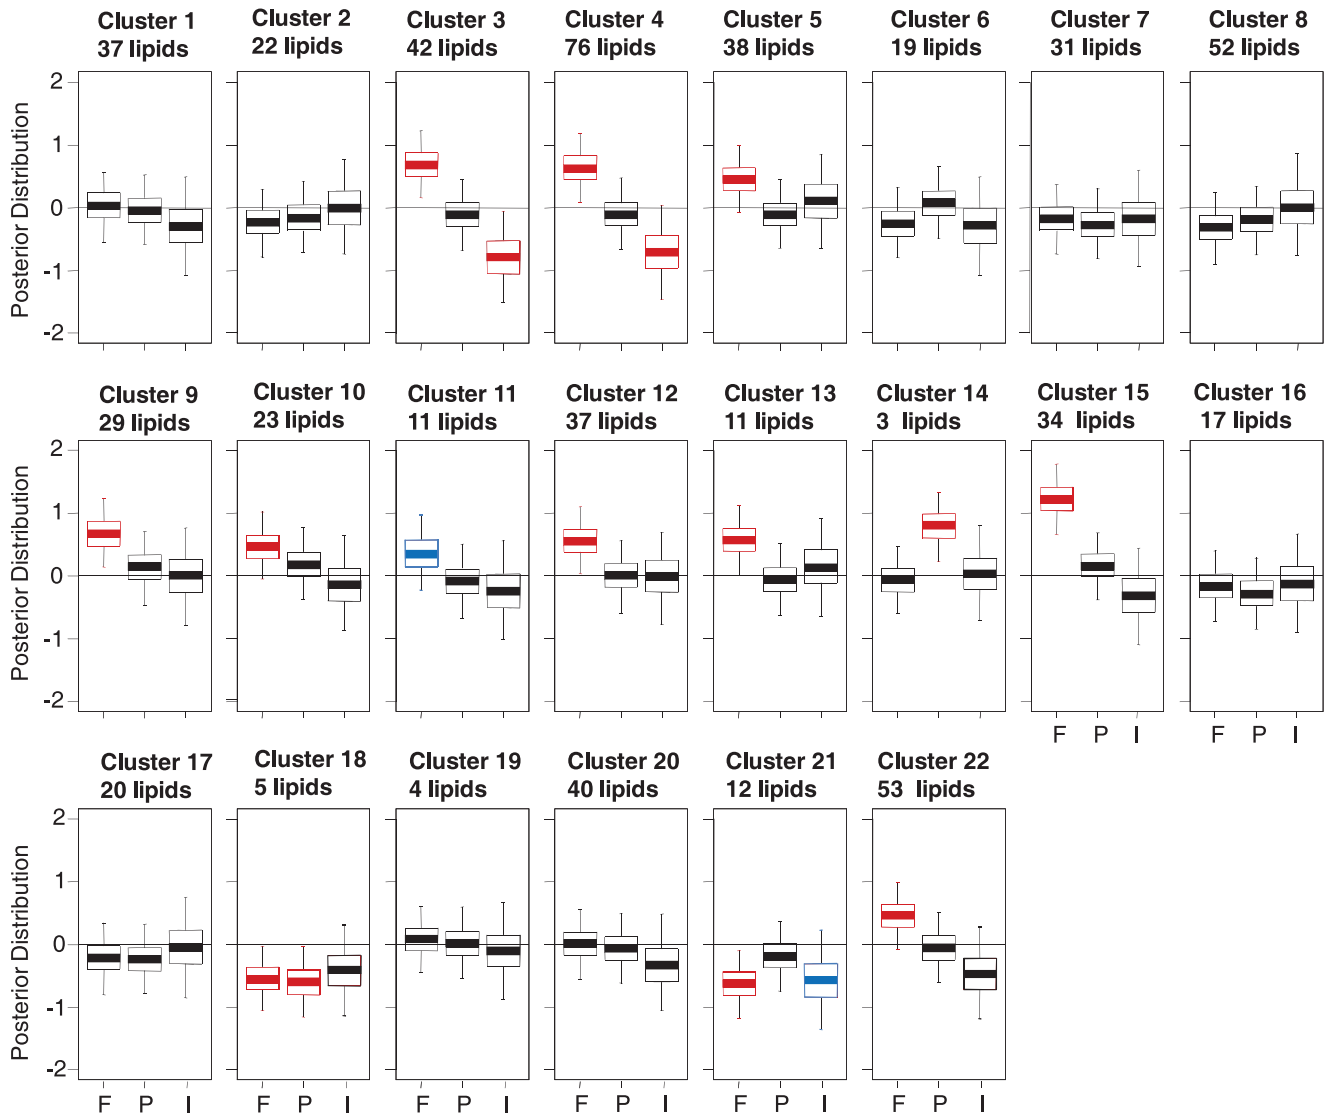 Cluster 1
37 lipids
Cluster 2
22 lipids
Cluster 3
42 lipids
Cluster 4
76 lipids
Cluster 5
38 lipids
Cluster 6
19 lipids
Cluster 7
31 lipids
Cluster 8
52 lipids
Posterior Distribution
2
1
0
-1
-2
Cluster 9
29 lipids
Cluster 10
23 lipids
Cluster 11
11 lipids
Cluster 12
37 lipids
Cluster 13
11 lipids
Cluster 14
3 lipids
Cluster 15
34 lipids
Cluster 16
17 lipids
Posterior Distribution
2
1
0
-1
-2
F P I
F P I
Cluster 17
20 lipids
Cluster 18
5 lipids
Cluster 19
4 lipids
Cluster 20
40 lipids
Cluster 21
12 lipids
Cluster 22
53 lipids
Posterior Distribution
2
1
0
-1
-2
F P I
F P I
F P I
F P I
F P I
F P I